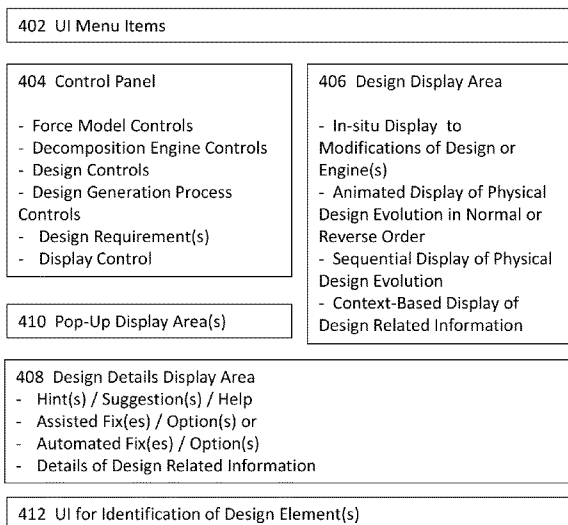 402 UI Menu Items
404 Control Panel
- Force Model Controls
- Decomposition Engine Controls
- Design Controls
- Design Generation Process
Controls
- Design Requirement(s)
- Display Control
406 Design Display Area
- In-situ Display to
Modifications of Design or
Engine(s)
- Animated Display of Physical
Design Evolution in Normal or
Reverse Order
- Sequential Display of Physical
Design Evolution
- Context-Based Display of
Design Related Information
410 Pop-Up Display Area(s)
408 Design Details Display Area
- Hint(s) / Suggestion(s) / Help
- Assisted Fix(es) / Option(s) or
- Automated Fix(es) / Option(s)
- Details of Design Related Information
412 UI for Identification of Design Element(s)